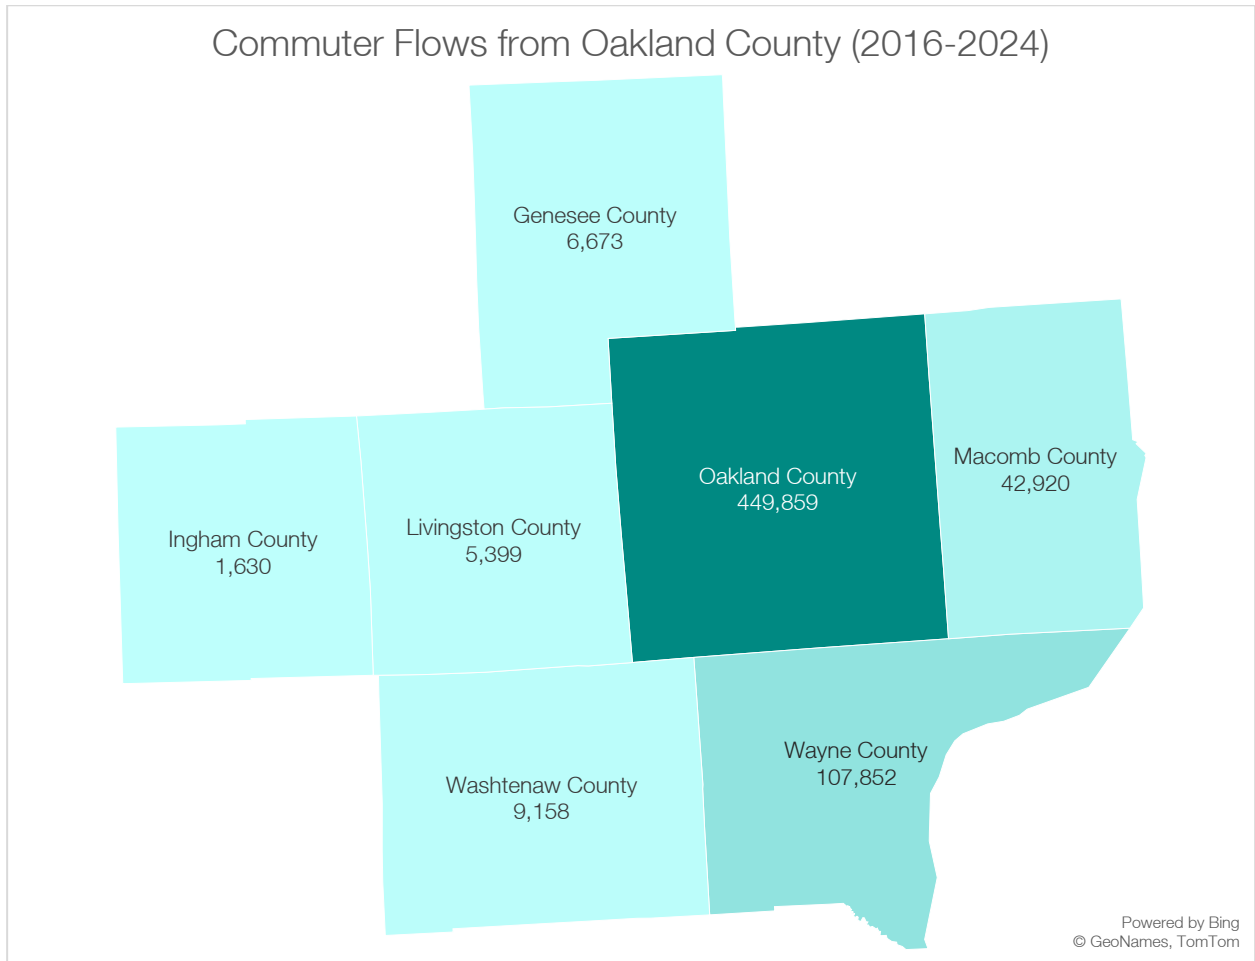 Commuter Flows from Oakland County (2016-2024)
Genesee County
6,673
Oakland County
449,859
Macomb County
42,920
Ingham County
1,630
Livingston County
5,399
Washtenaw County
9,158
Wayne County
107,852
Powered by Bing
© GeoNames, TomTom